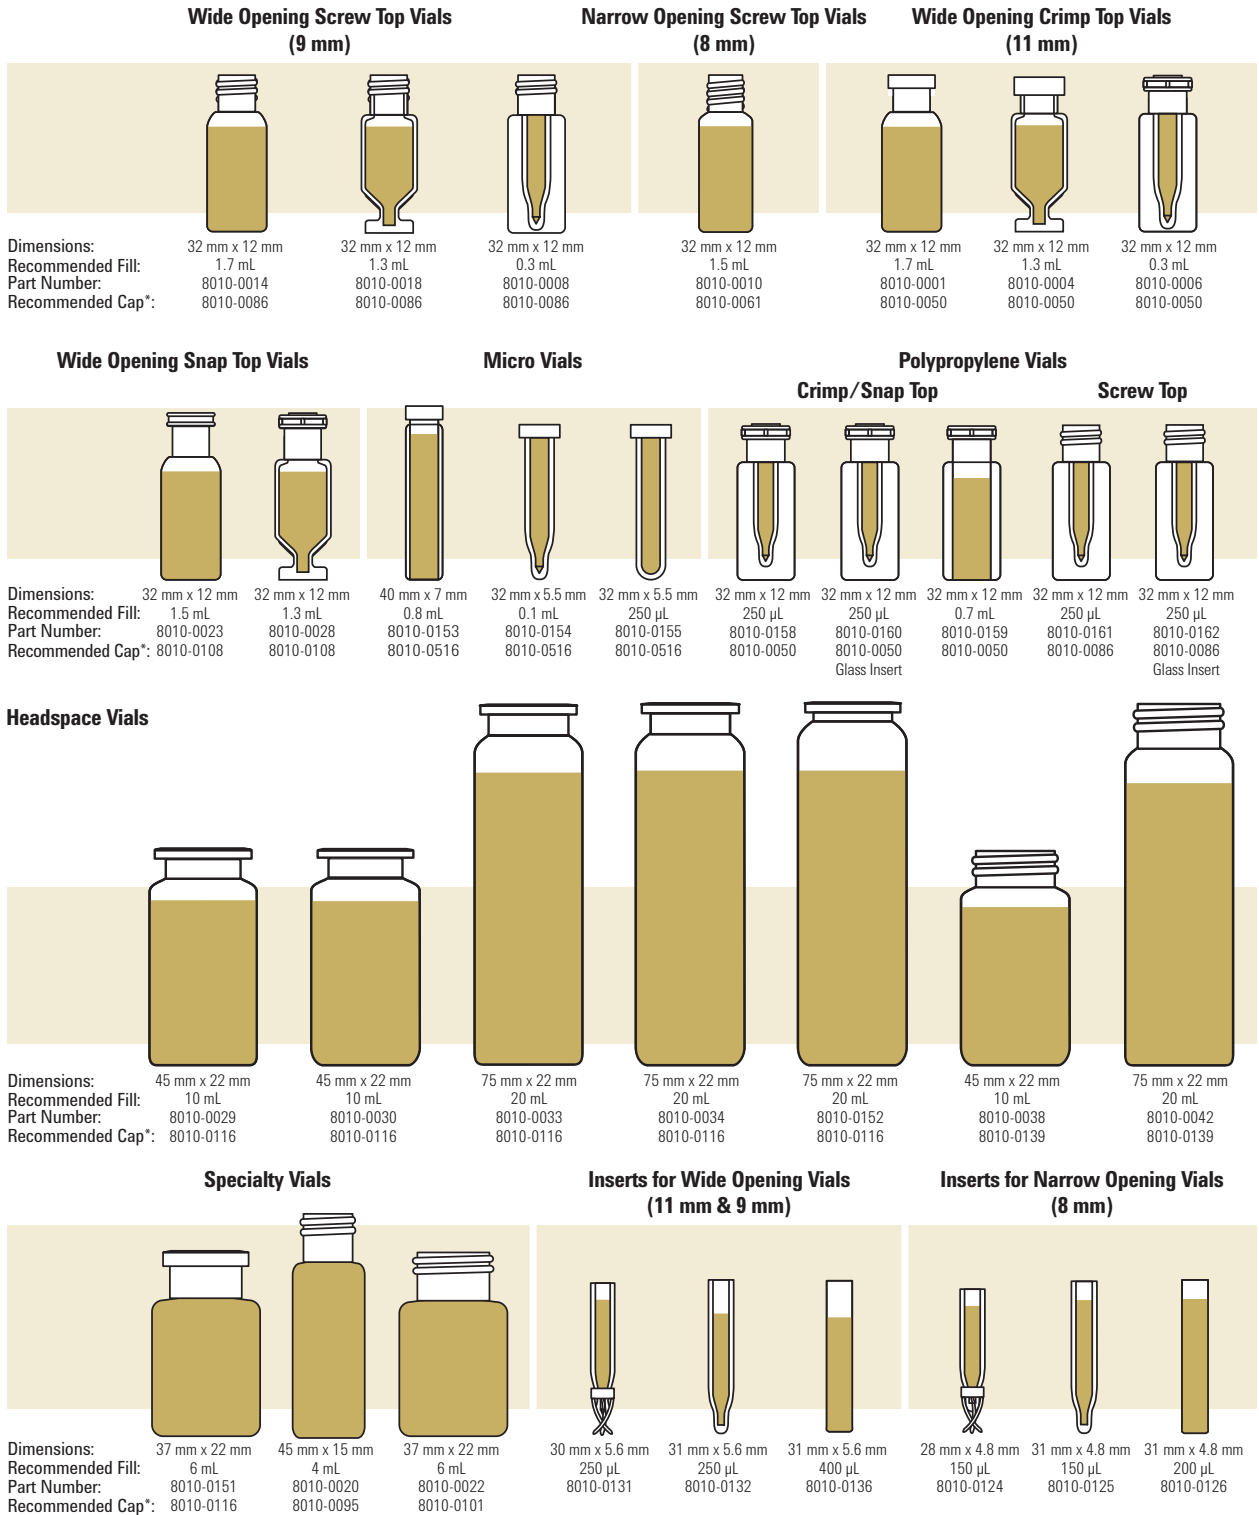 Wide Opening Screw Top Vials
(9 mm)
Narrow Opening Screw Top Vials
(8 mm)
Wide Opening Crimp Top Vials
(11 mm)
Dimensions: 32 mm x 12 mm 32 mm x 12 mm 32 mm x 12 mm 32 mm x 12 mm 32 mm x 12 mm 32 mm x 12 mm 32 mm x 12 mm
Recommended Fill: 1.7 mL 1.3 mL 0.3 mL 1.5 mL 1.7 mL 1.3 mL 0.3 mL
Part Number: 8010-0014 8010-0018 8010-0008 8010-0010 8010-0001 8010-0004 8010-0006
Recommended Cap*: 8010-0086 8010-0086 8010-0086 8010-0061 8010-0050 8010-0050 8010-0050
Wide Opening Snap Top Vials
Micro Vials
Polypropylene Vials
Crimp/Snap Top
Screw Top
Dimensions: 32 mm x 12 mm 32 mm x 12 mm 40 mm x 7 mm 32 mm x 5.5 mm 32 mm x 5.5 mm 32 mm x 12 mm 32 mm x 12 mm 32 mm x 12 mm 32 mm x 12 mm 32 mm x 12 mm
Recommended Fill: 1.5 mL 1.3 mL 0.8 mL 0.1 mL 250 µL 250 µL 250 µL 0.7 mL 250 µL 250 µL
Part Number: 8010-0023 8010-0028 8010-0153 8010-0154 8010-0155 8010-0158 8010-0160 8010-0159 8010-0161 8010-0162
Recommended Cap*: 8010-0108 8010-0108 8010-0516 8010-0516 8010-0516 8010-0050 8010-0050 8010-0050 8010-0086 8010-0086
Glass Insert Glass Insert
Headspace Vials
Dimensions: 45 mm x 22 mm 45 mm x 22 mm 75 mm x 22 mm 75 mm x 22 mm 75 mm x 22 mm 45 mm x 22 mm 75 mm x 22 mm
Recommended Fill: 10 mL 10 mL 20 mL 20 mL 20 mL 10 mL 20 mL
Part Number: 8010-0029 8010-0030 8010-0033 8010-0034 8010-0152 8010-0038 8010-0042
Recommended Cap*: 8010-0116 8010-0116 8010-0116 8010-0116 8010-0116 8010-0139 8010-0139
Specialty Vials
Inserts for Wide Opening Vials
(11 mm & 9 mm)
Inserts for Narrow Opening Vials
(8 mm)
Dimensions: 37 mm x 22 mm 45 mm x 15 mm 37 mm x 22 mm 30 mm x 5.6 mm 31 mm x 5.6 mm 31 mm x 5.6 mm 28 mm x 4.8 mm 31 mm x 4.8 mm 31 mm x 4.8 mm
Recommended Fill: 6 mL 4 mL 6 mL 250 µL 250 µL 400 µL 150 µL 150 µL 200 µL
Part Number: 8010-0151 8010-0020 8010-0022 8010-0131 8010-0132 8010-0136 8010-0124 8010-0125 8010-0126
Recommended Cap*: 8010-0116 8010-0095 8010-0101